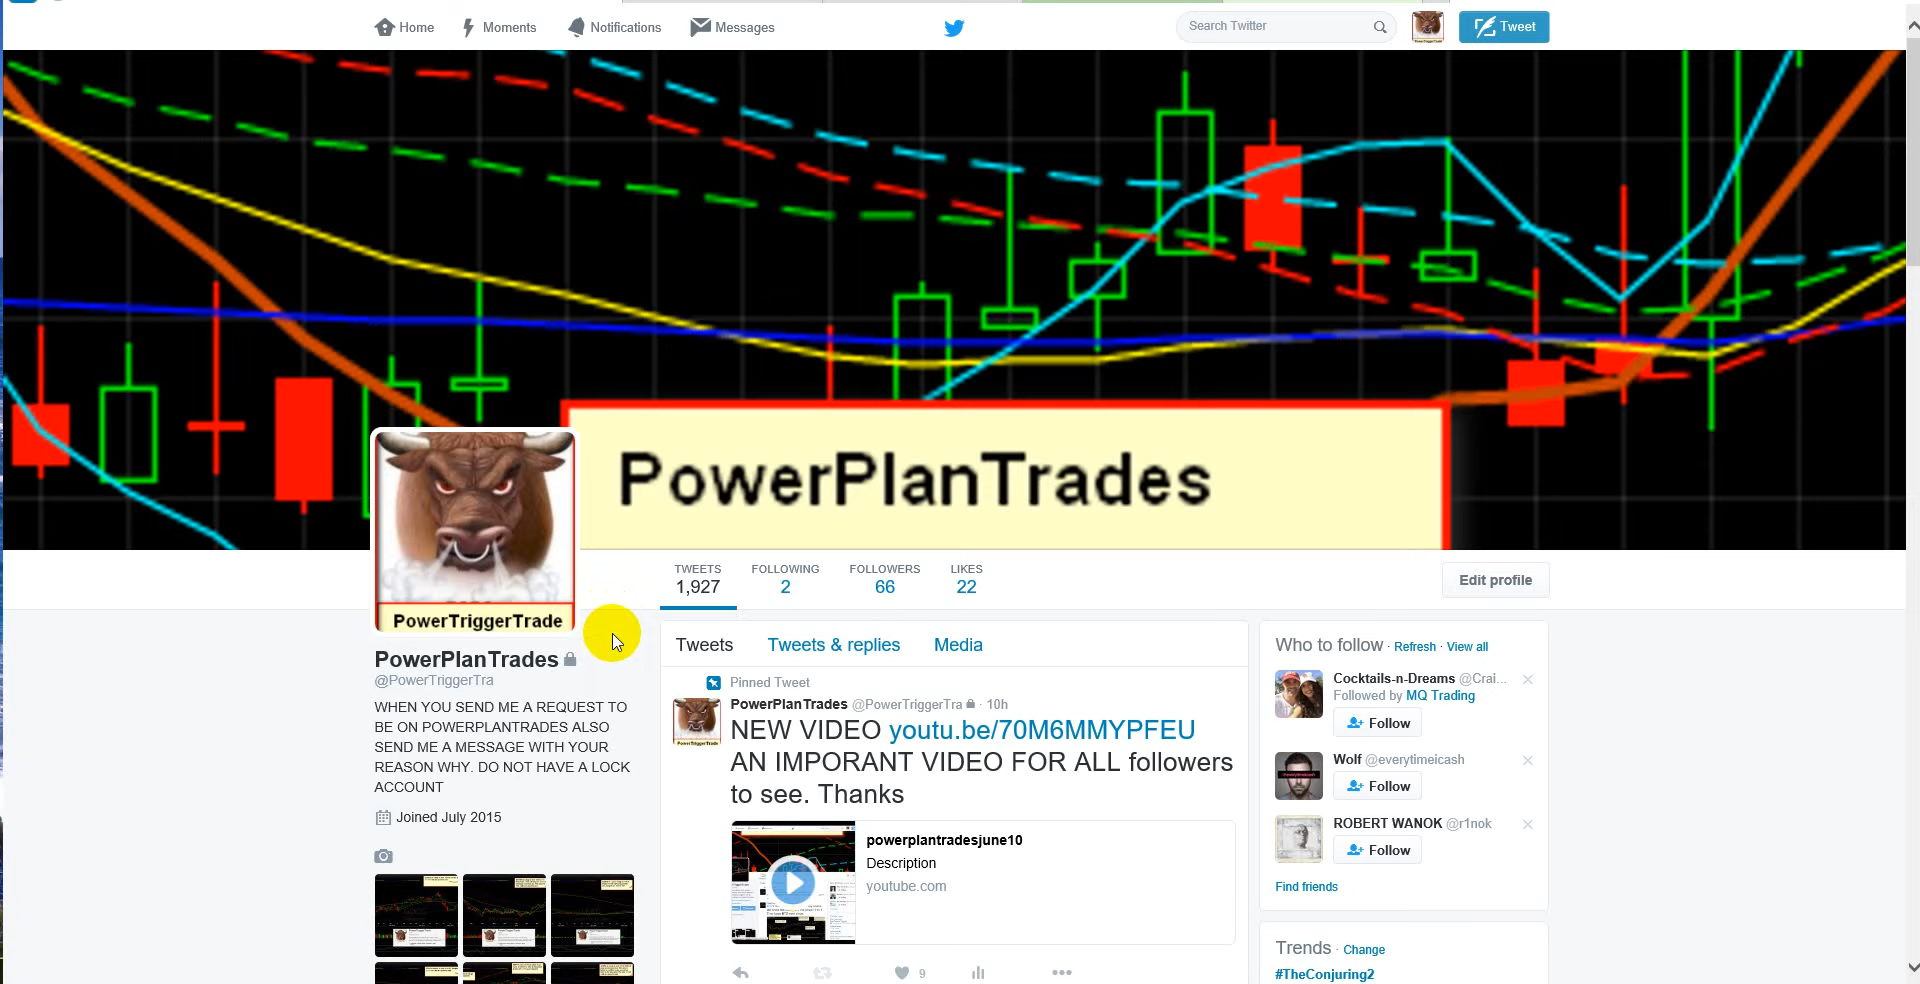 Home
Moments
Notifications
Messages
Search Twitter
Tweet
PowerPlanTrades
PowerTriggerTrade
TWEETS
1,927
FOLLOWING
2
FOLLOWERS
66
LIKES
22
Edit profile
PowerPlanTrades
@PowerTriggerTra
WHEN YOU SEND ME A REQUEST TO
BE ON POWERPLANTRADES ALSO
SEND ME A MESSAGE WITH YOUR
REASON WHY. DO NOT HAVE A LOCK
ACCOUNT
Joined July 2015
Tweets Tweets & replies Media
Pinned Tweet
PowerPlanTrades @PowerTriggerTra · 10h
NEW VIDEO youtu.be/70M6MMYPFEU
AN IMPORANT VIDEO FOR ALL followers
to see. Thanks
powerplantradesjune10
Description
youtube.com
9
Who to follow · Refresh · View all
Cocktails-n-Dreams @Crai...
Followed by MQ Trading
Follow
Wolf @everytimeicash
Follow
ROBERT WANOK @r1nok
Follow
Find friends
Trends · Change
#TheConjuring2